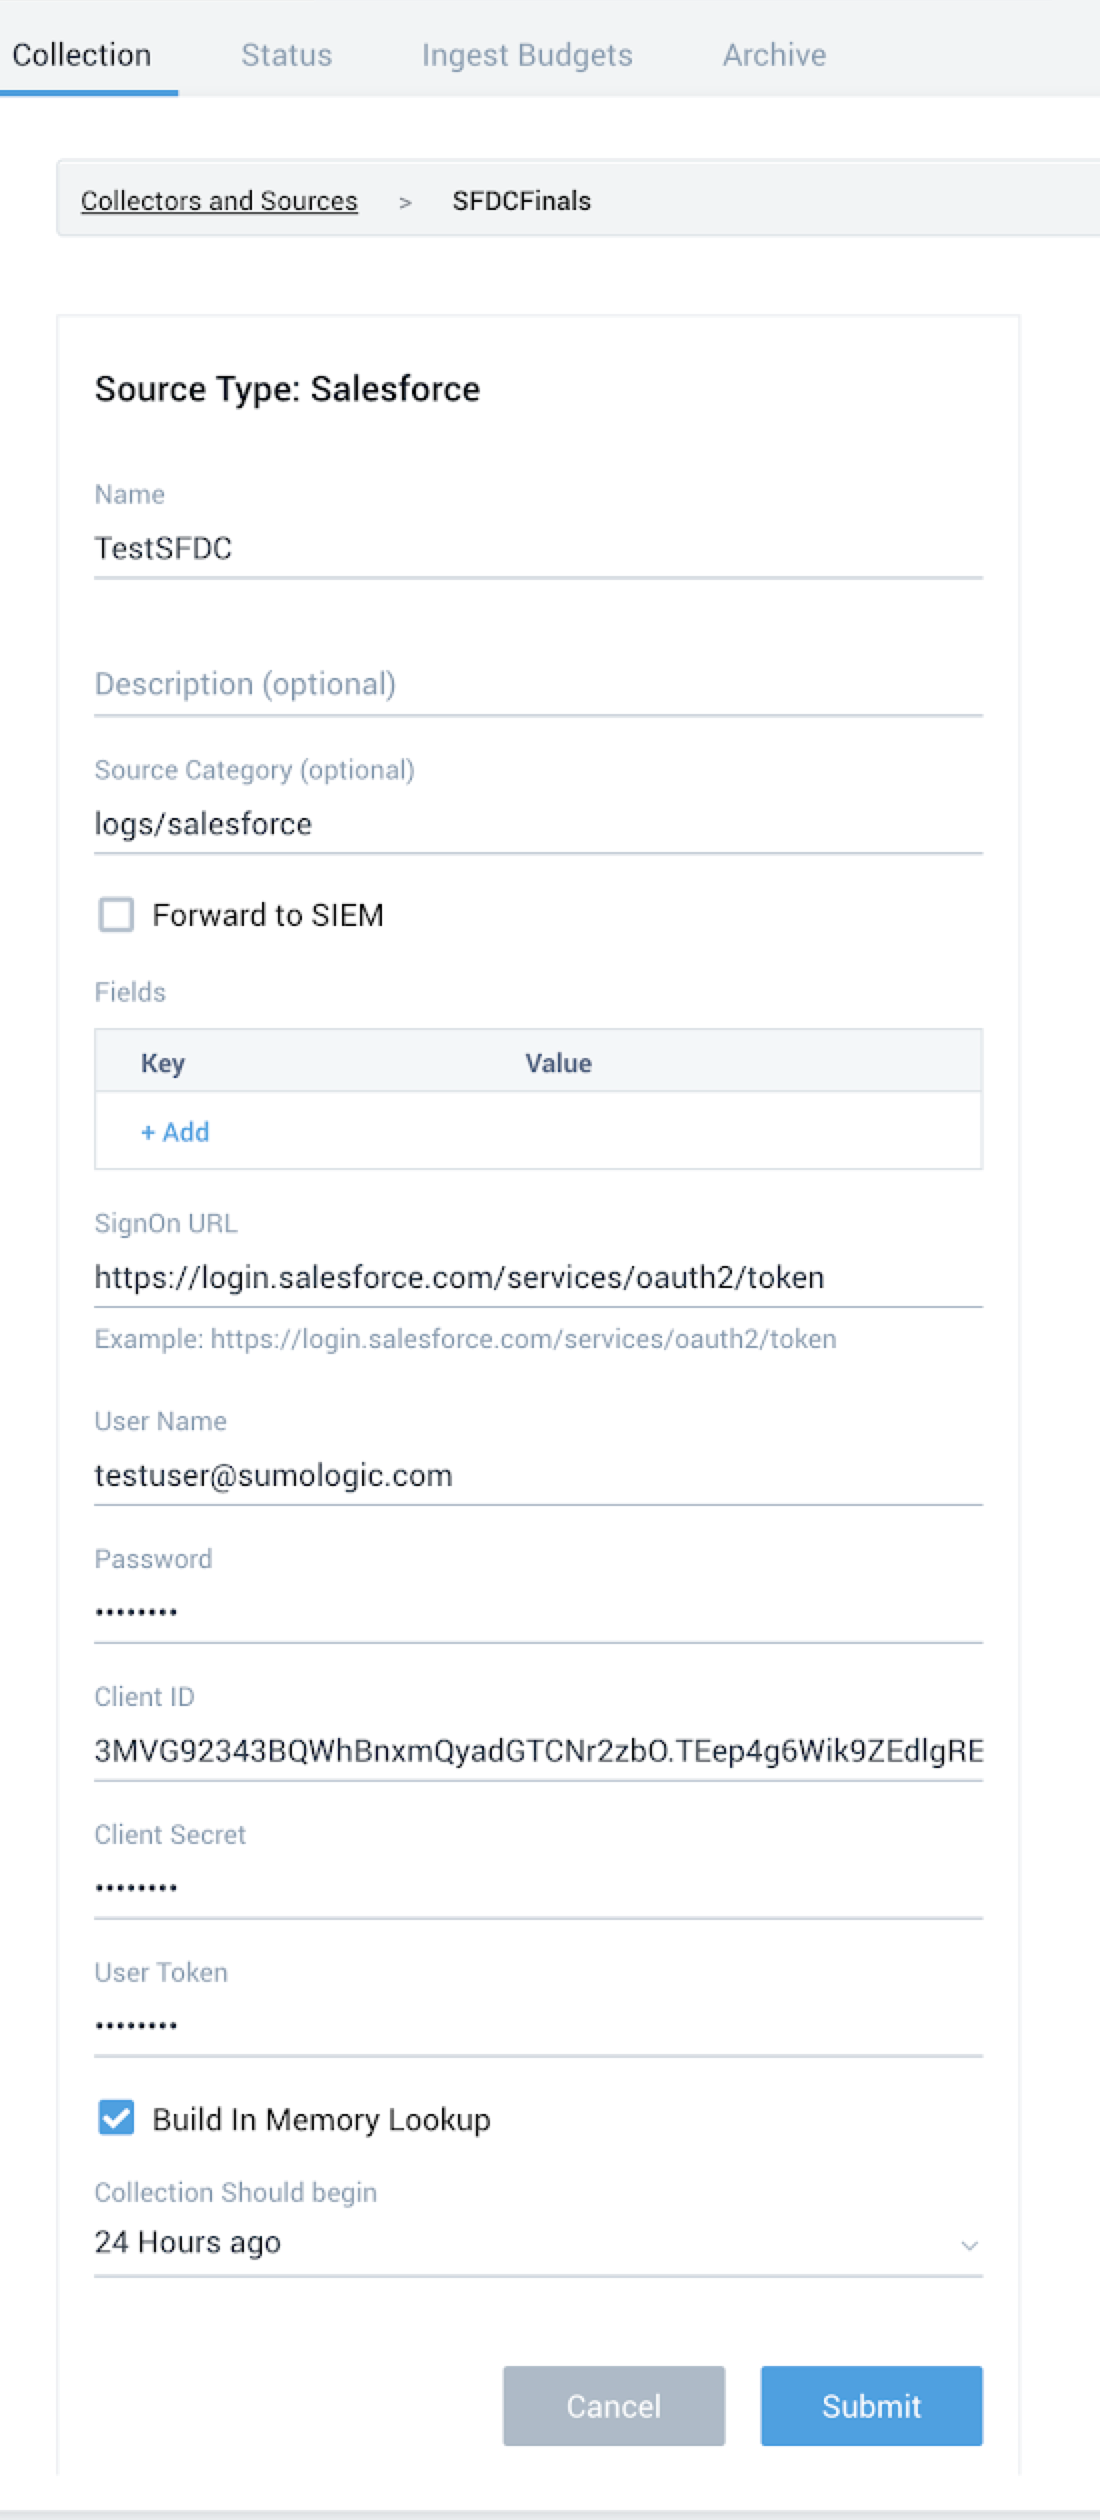 Collection Status Ingest Budgets Archive
Collectors and Sources > SFDCFinals
Source Type: Salesforce
Name
TestSFDC
Description (optional)
Source Category (optional)
logs/salesforce
Forward to SIEM
Fields
Key Value
+ Add
SignOn URL
https://login.salesforce.com/services/oauth2/token
Example: https://login.salesforce.com/services/oauth2/token
User Name
testuser@sumologic.com
Password
••••••••
Client ID
3MVG92343BQWhBnxmQyadGTCNr2zbO.TEep4g6Wik9ZEdlgRE
Client Secret
••••••••
User Token
••••••••
Build In Memory Lookup
Collection Should begin
24 Hours ago
Cancel Submit